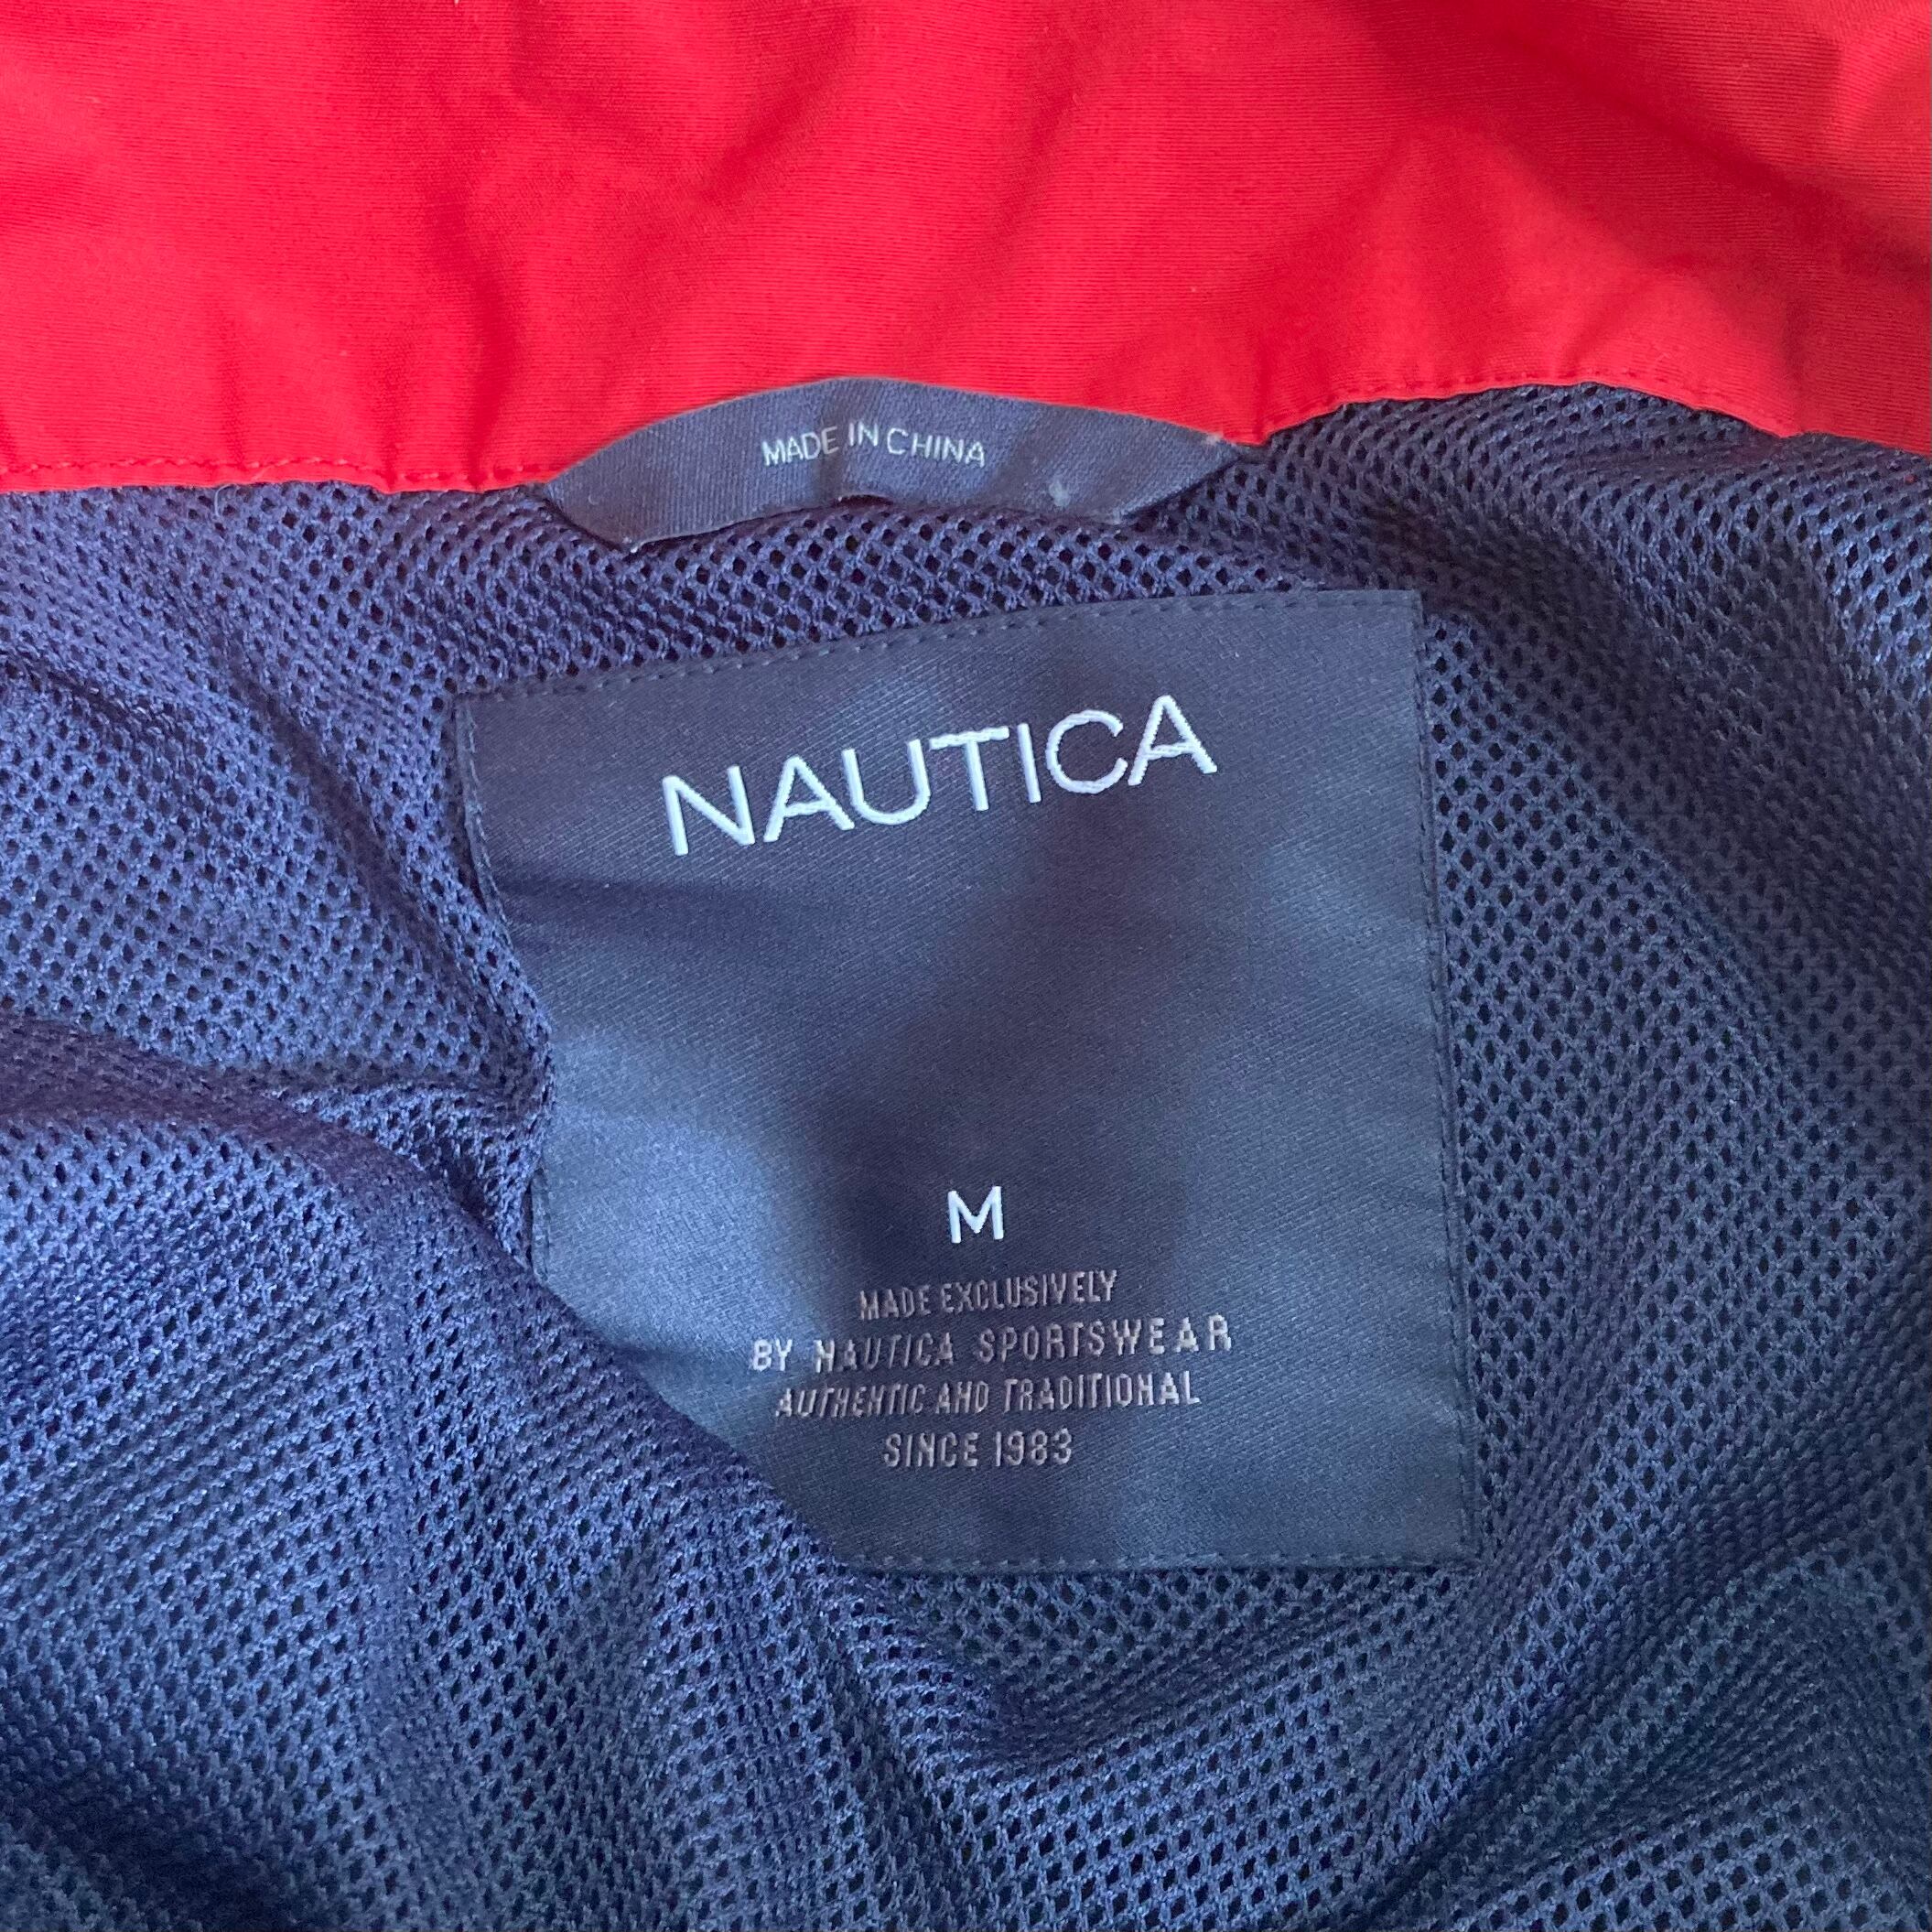 MADE IN CHINA
NAUTICA
M
MADE EXCLUSIVELY
BY NAUTICA SPORTSWEAR
AUTHENTIC AND TRADITIONAL
SINCE 1983